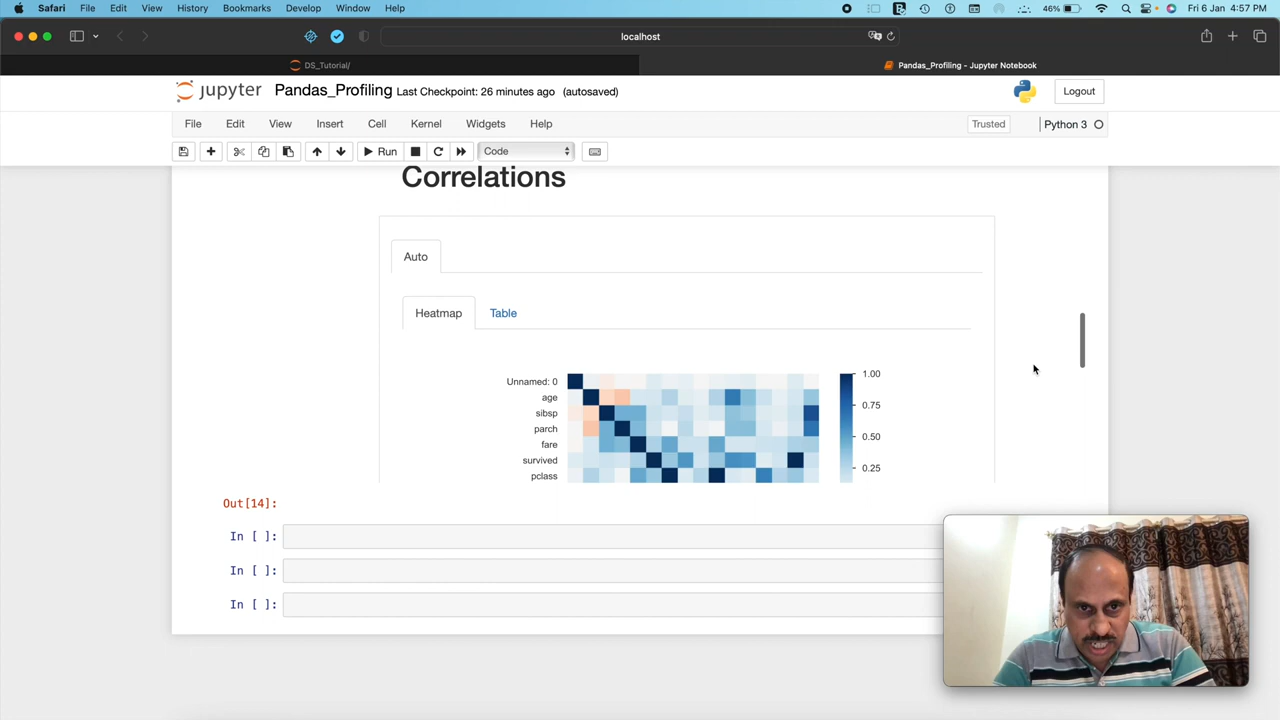 Safari File Edit View History Bookmarks Develop Window Help 46% Fri 6 Jan 4:57 PM
localhost
DS_Tutorial/ Pandas_Profiling - Jupyter Notebook
jupyter Pandas_Profiling Last Checkpoint: 26 minutes ago (autosaved) Logout
File Edit View Insert Cell Kernel Widgets Help Trusted Python 3
Run Code
Correlations
Auto
Heatmap Table
Unnamed: 0 1.00
age
sibsp 0.75
parch 0.50
fare
survived 0.25
pclass
Out[14]:
In [ ]:
In [ ]:
In [ ]: